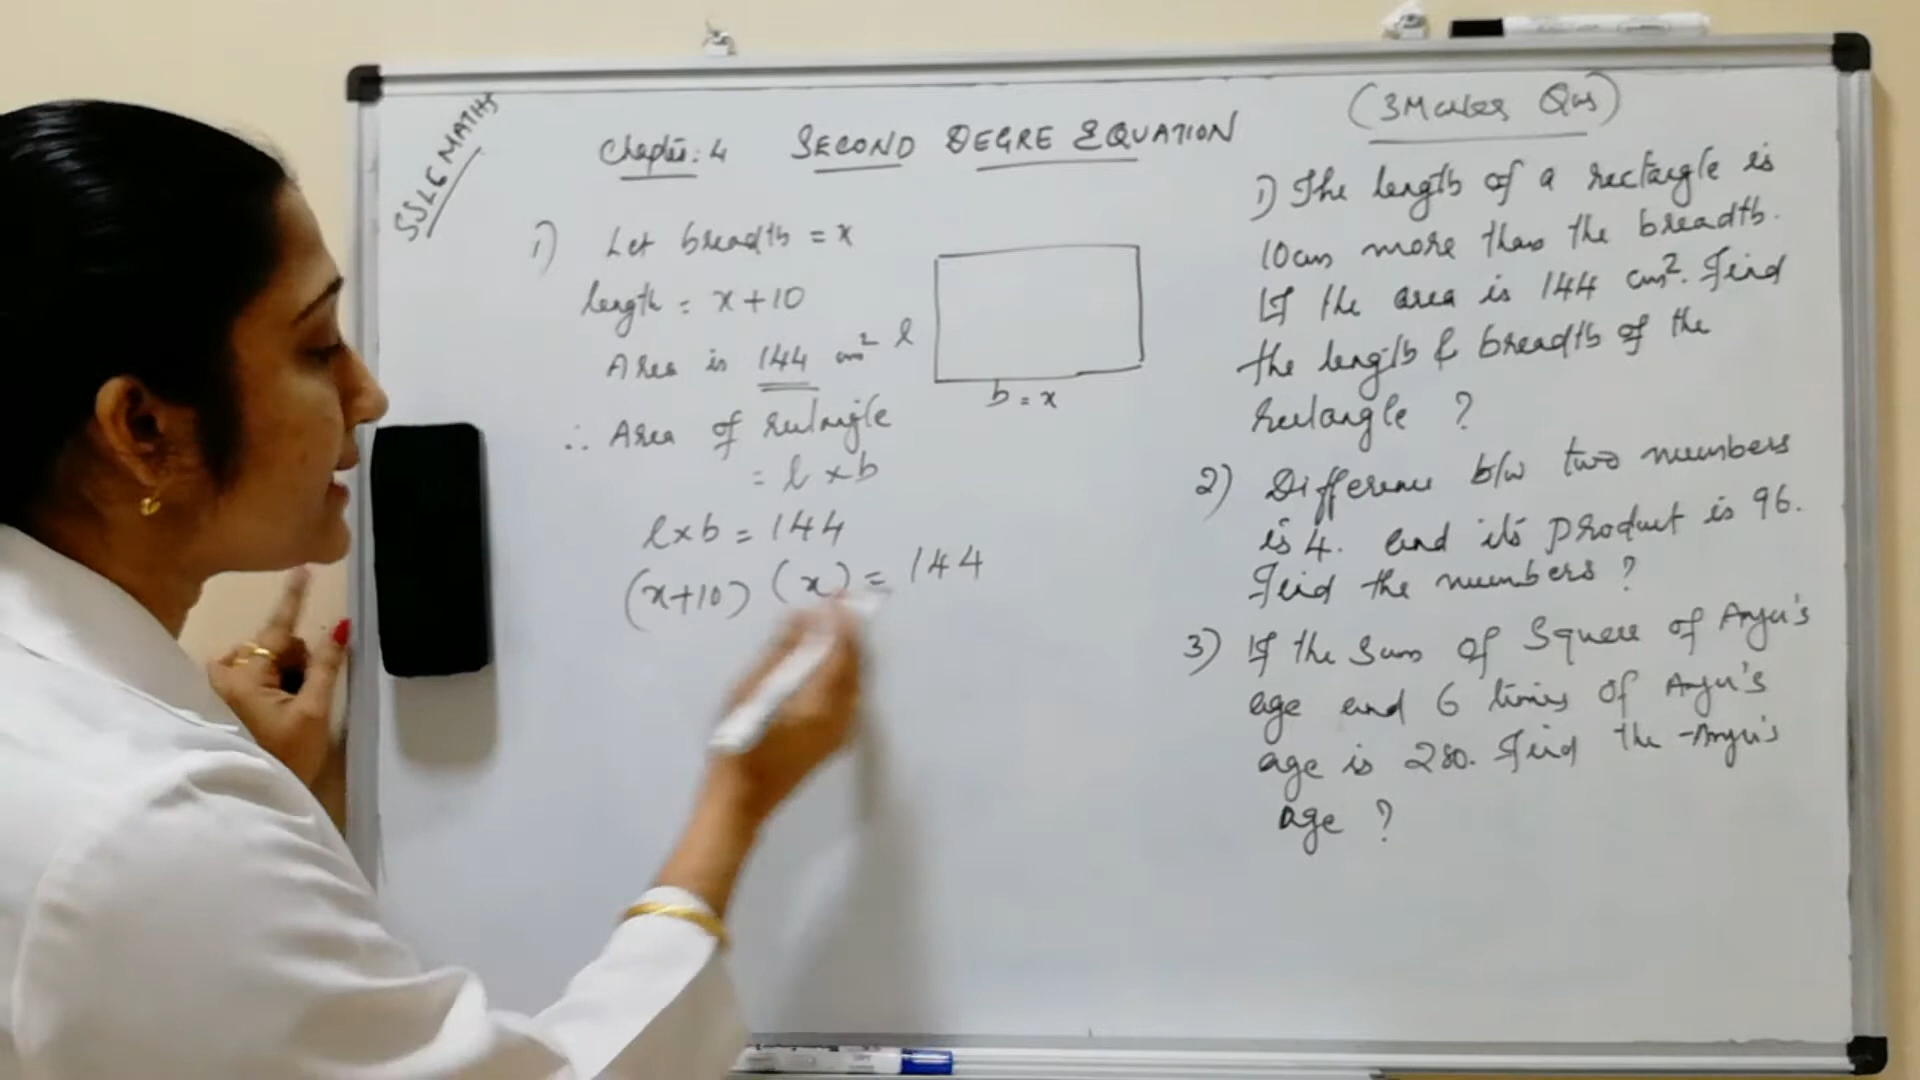 SSLC MATHS
Chapter: 4 SECOND DEGRE EQUATION
(3 Marks Qns)
1) Let breadth = x
length = x+10
Area is 144 cm²
l
b = x
∴ Area of rectangle
= l x b
l x b = 144
(x+10) (x) = 144
1) The length of a rectangle is
10cm more than the breadth.
If the area is 144 cm². Find
the length & breadth of the
rectangle ?
2) Difference b/w two numbers
is 4. and its product is 96.
Find the numbers ?
3) If the Sum of Square of Anju's
age and 6 times of Anju's
age is 280. Find the Anju's
age ?